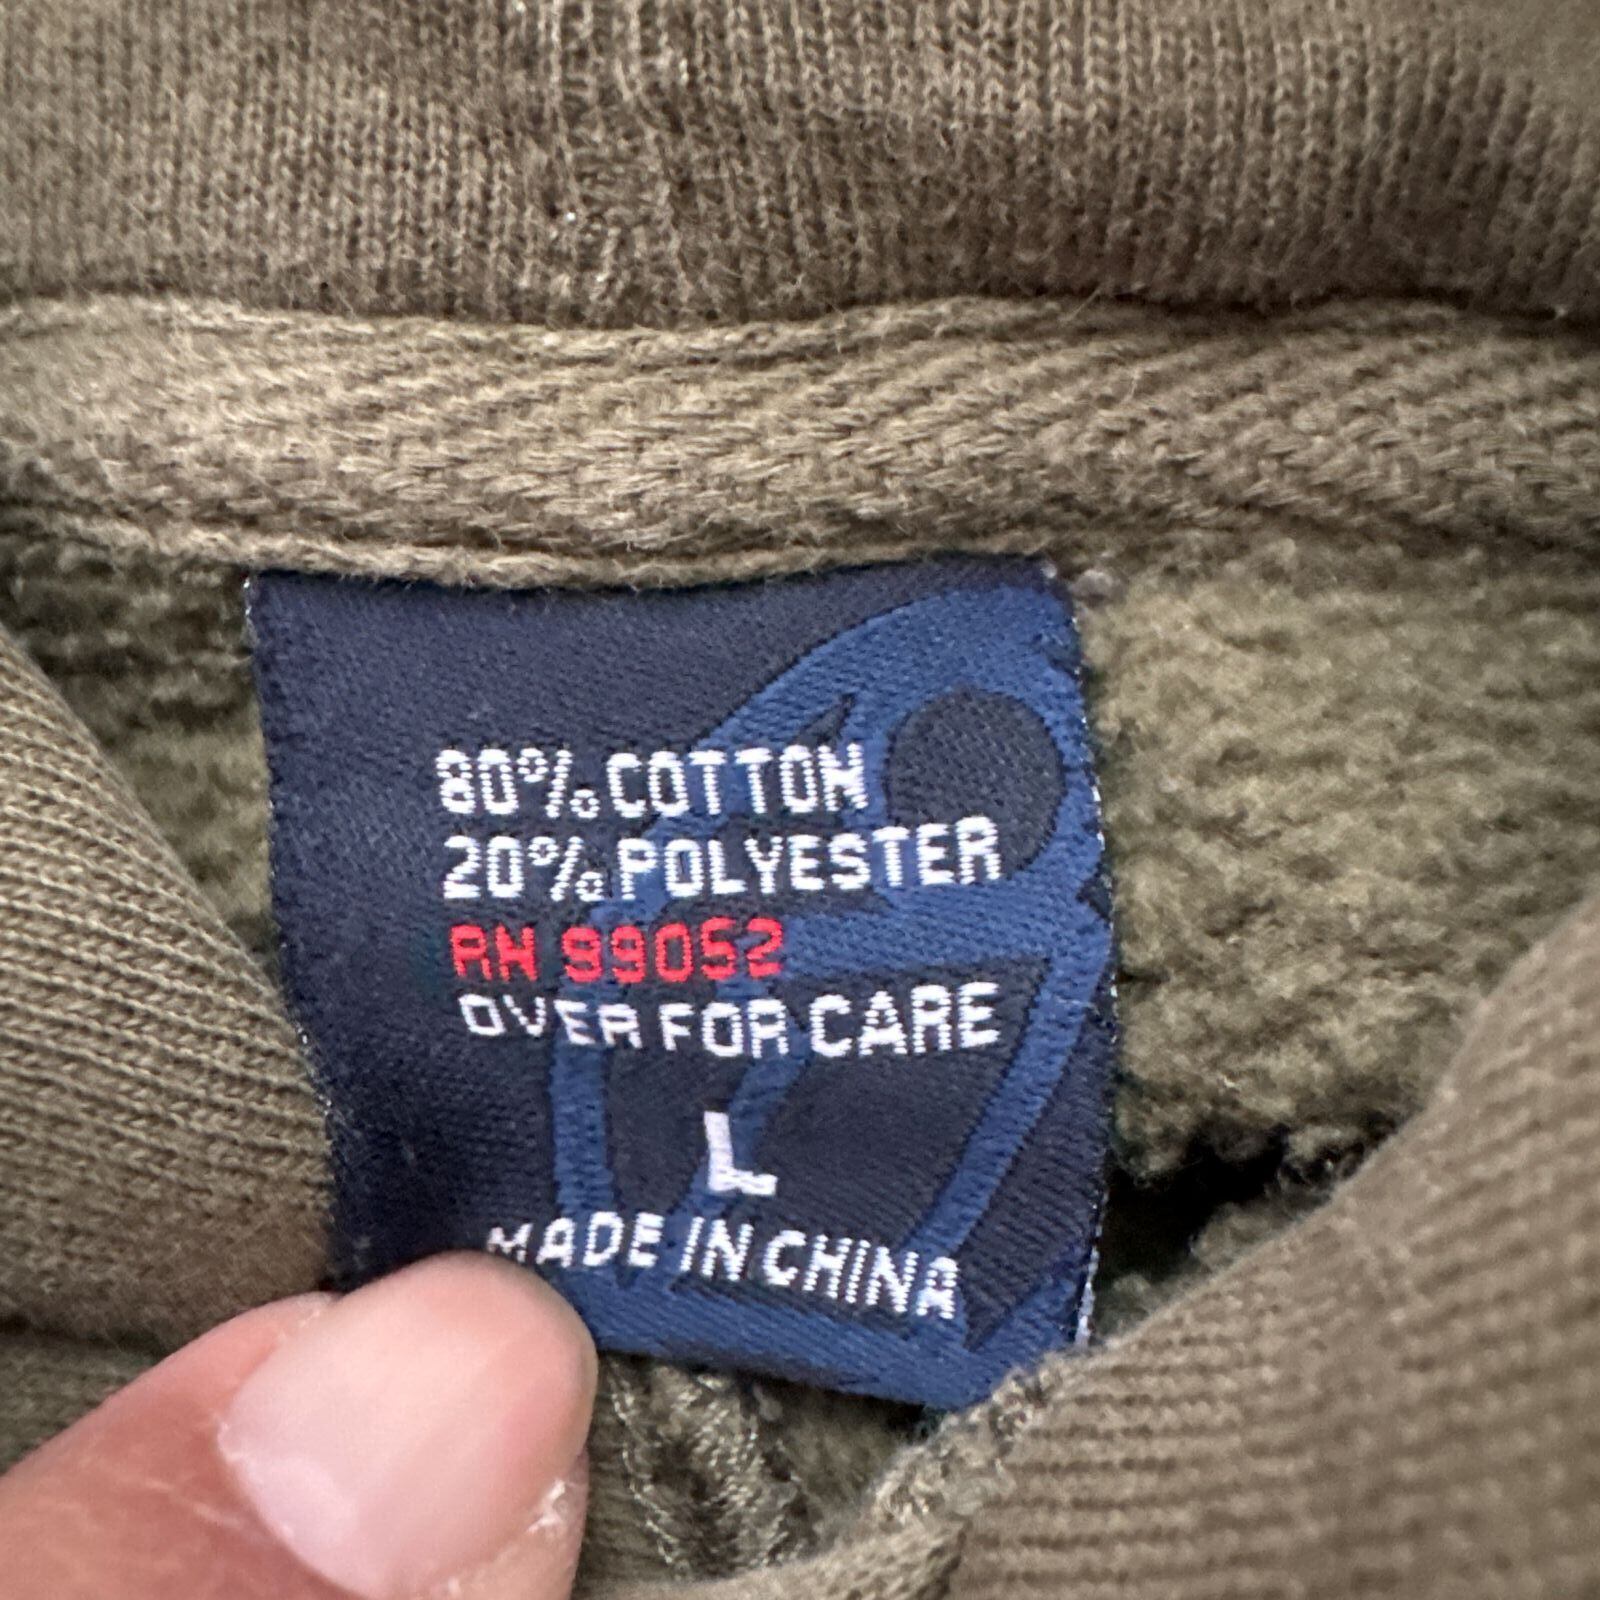 80% COTTON
20% POLYESTER
RN 99052
OVER FOR CARE
L
MADE IN CHINA